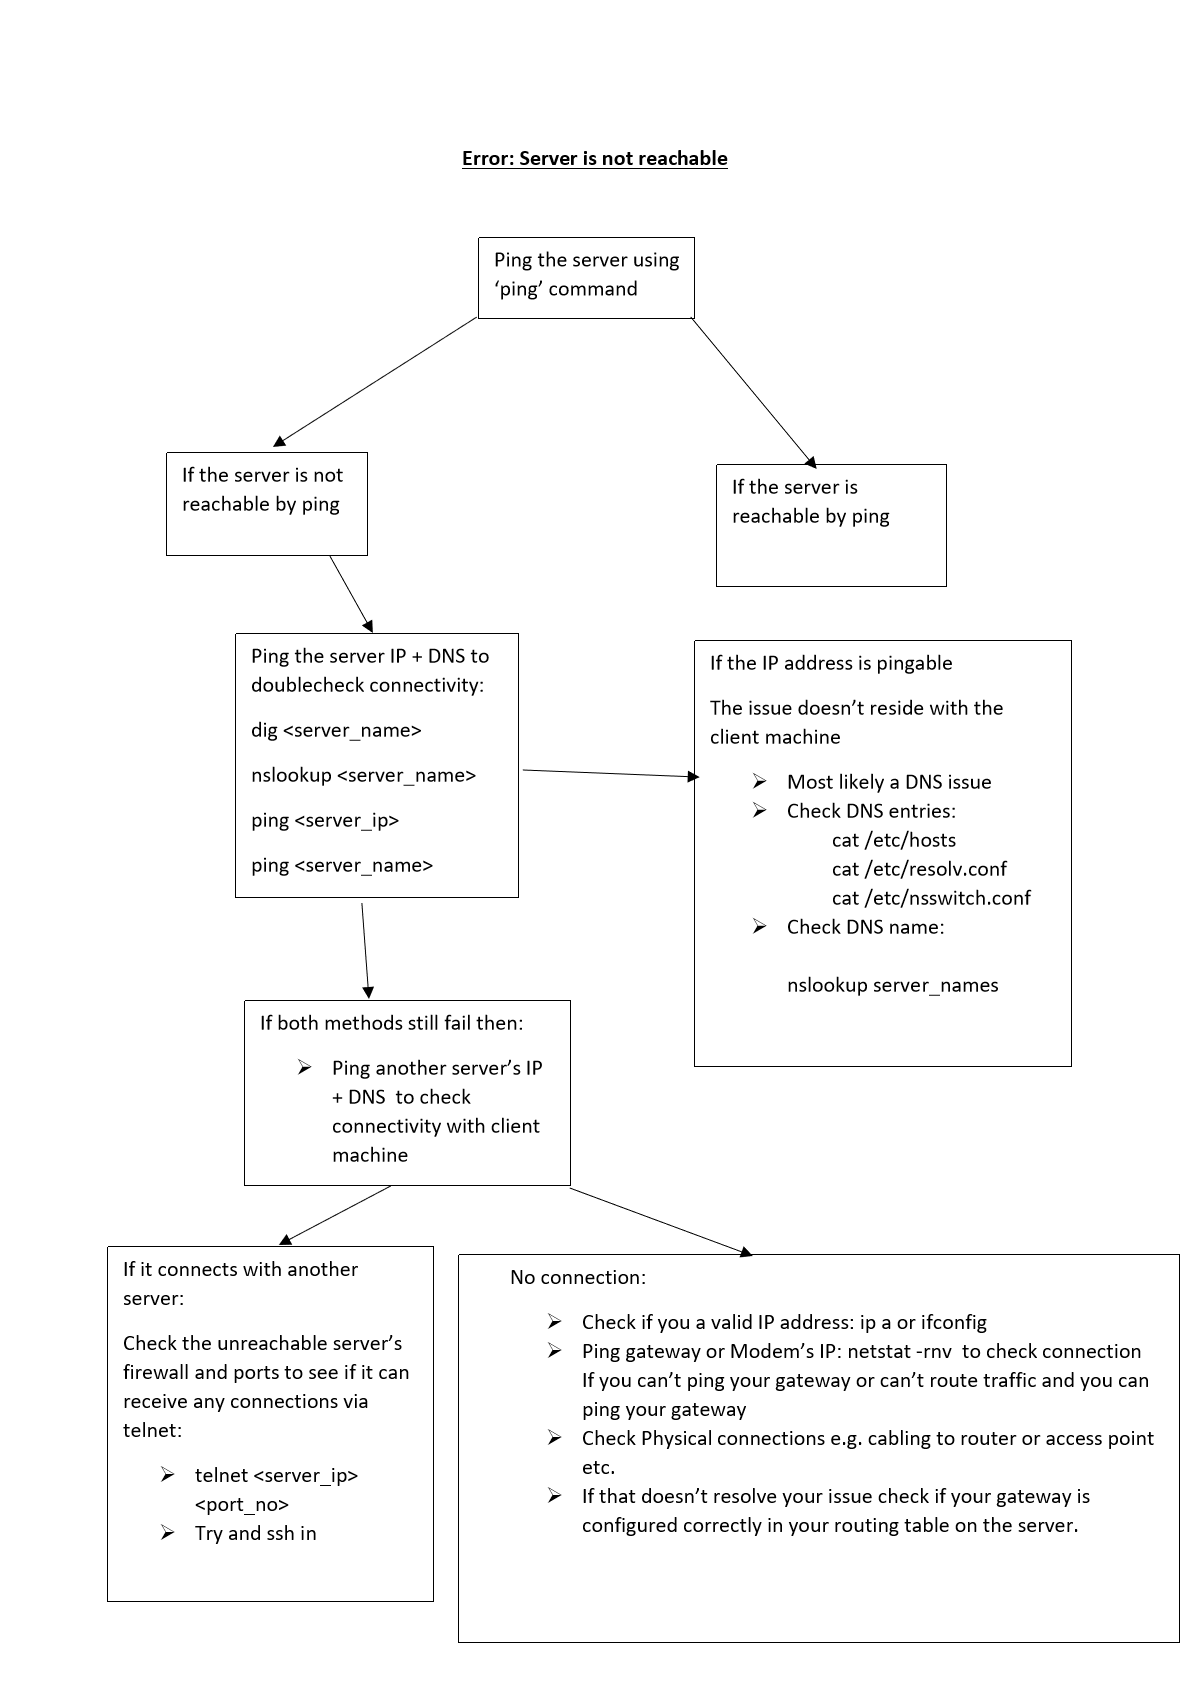 Error: Server is not reachable
Ping the server using
‘ping’ command
If the server is not
reachable by ping
If the server is
reachable by ping
Ping the server IP + DNS to
doublecheck connectivity:
dig <server_name>
nslookup <server_name>
ping <server_ip>
ping <server_name>
If the IP address is pingable
The issue doesn’t reside with the
client machine
Most likely a DNS issue
Check DNS entries:
cat /etc/hosts
cat /etc/resolv.conf
cat /etc/nsswitch.conf
Check DNS name:
nslookup server_names
If both methods still fail then:
Ping another server’s IP
+ DNS  to check
connectivity with client
machine
If it connects with another
server:
Check the unreachable server’s
firewall and ports to see if it can
receive any connections via
telnet:
telnet <server_ip>
<port_no>
Try and ssh in
No connection:
Check if you a valid IP address: ip a or ifconfig
Ping gateway or Modem’s IP: netstat -rnv  to check connection
If you can’t ping your gateway or can’t route traffic and you can
ping your gateway
Check Physical connections e.g. cabling to router or access point
etc.
If that doesn’t resolve your issue check if your gateway is
configured correctly in your routing table on the server.